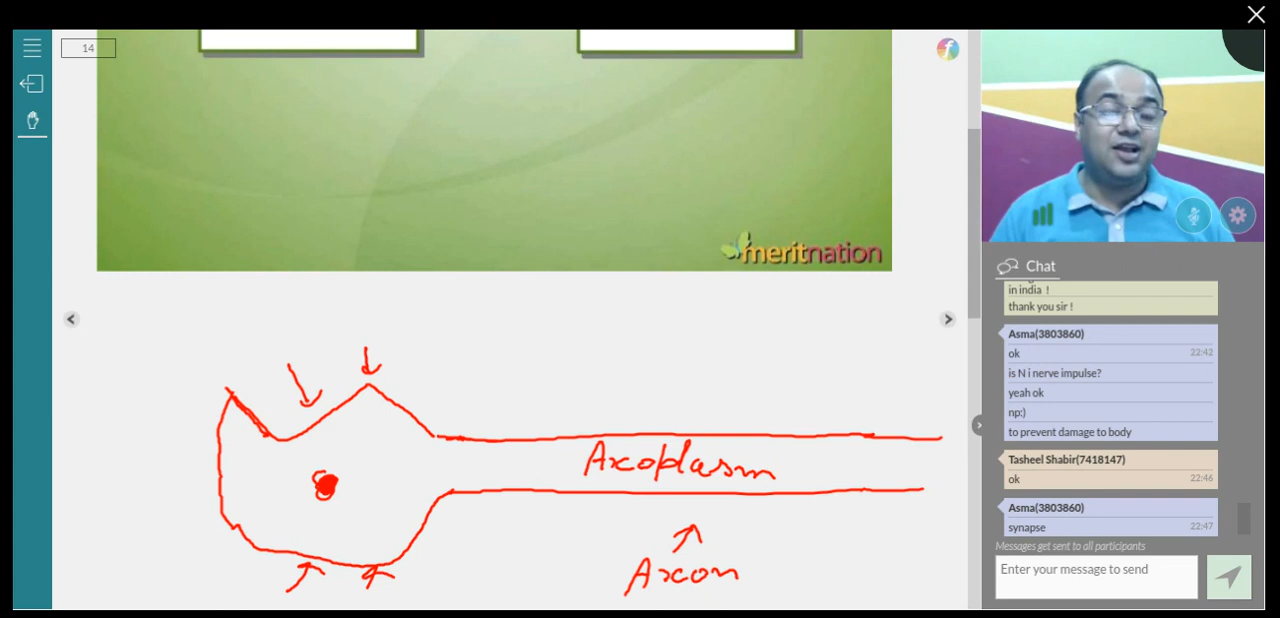 14
meritnation
Axoplasm
Axon
Chat
in india !
thank you sir !
Asma(3803860)
ok 22:42
is N i nerve impulse?
yeah ok
np:)
to prevent damage to body
Tasheel Shabir(7418147)
ok 22:46
Asma(3803860)
synapse 22:47
Messages get sent to all participants
Enter your message to send